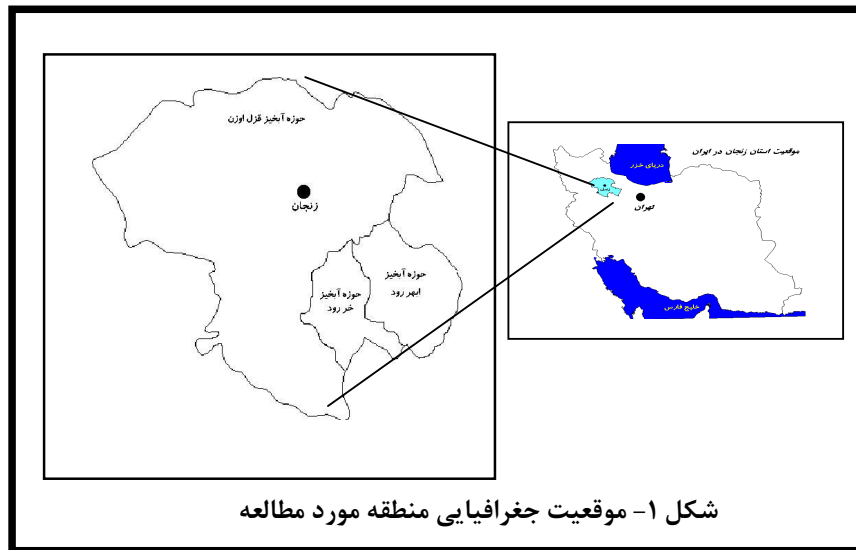 موقعیت استان زنجان در ایران
دریای خزر
تهران
خلیج فارس
حوزه آبخیز قزل اوزن
زنجان
حوزه آبخیز
ابهر رود
حوزه آبخیز
خر رود
شکل ۱- موقعیت جغرافیایی منطقه مورد مطالعه